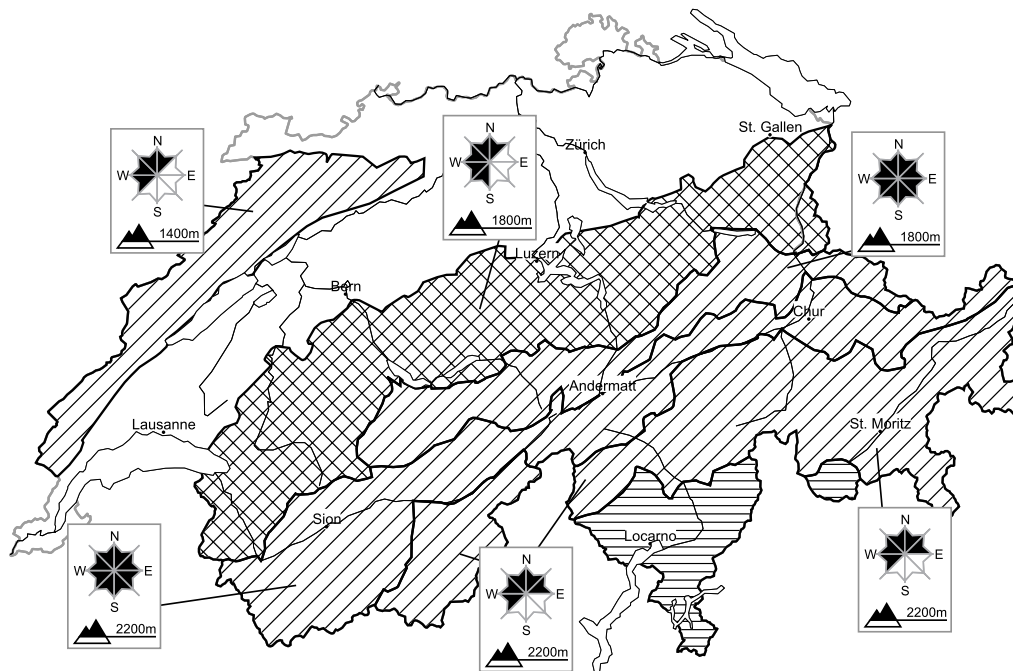 St. Gallen
Zürich
N
W E
S
1400m
N
W E
S
1800m
N
W E
S
1800m
Luzern
Bern
Chur
Andermatt
Lausanne
St. Moritz
Sion
Locarno
N
W E
S
2200m
N
W E
S
2200m
N
W E
S
2200m